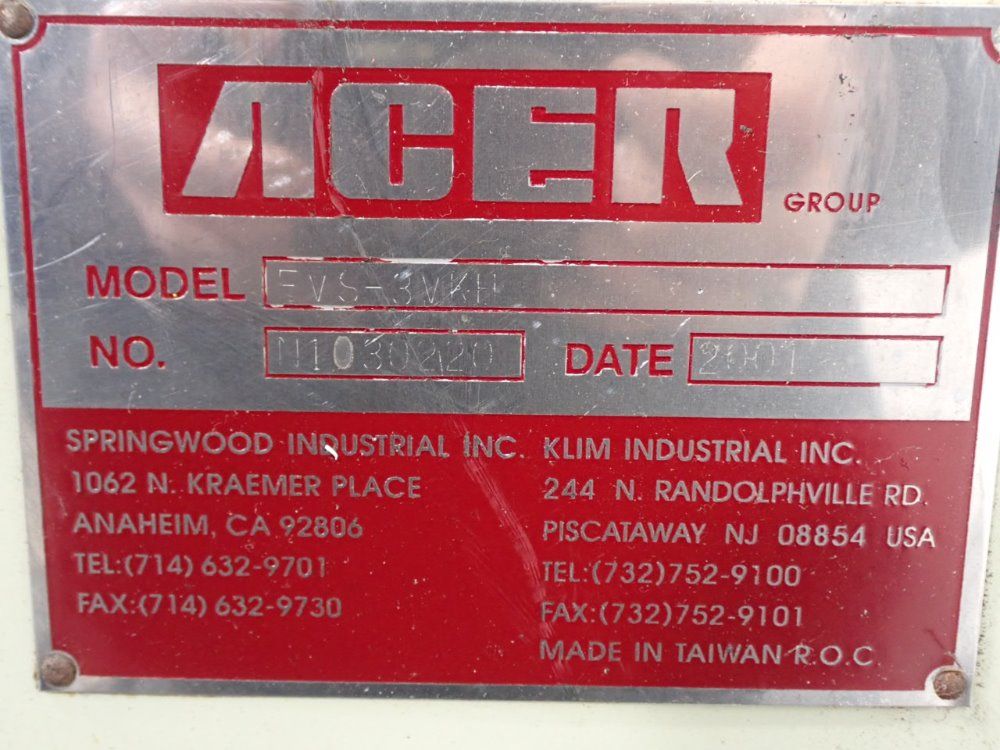 ACER
GROUP
MODEL EVS-3VKH
NO. N1030220 DATE 2001
SPRINGWOOD INDUSTRIAL INC.
1062 N. KRAEMER PLACE
ANAHEIM, CA 92806
TEL:(714) 632-9701
FAX:(714) 632-9730
KLIM INDUSTRIAL INC.
244 N. RANDOLPHVILLE RD.
PISCATAWAY NJ 08854 USA
TEL:(732)752-9100
FAX:(732)752-9101
MADE IN TAIWAN R.O.C.